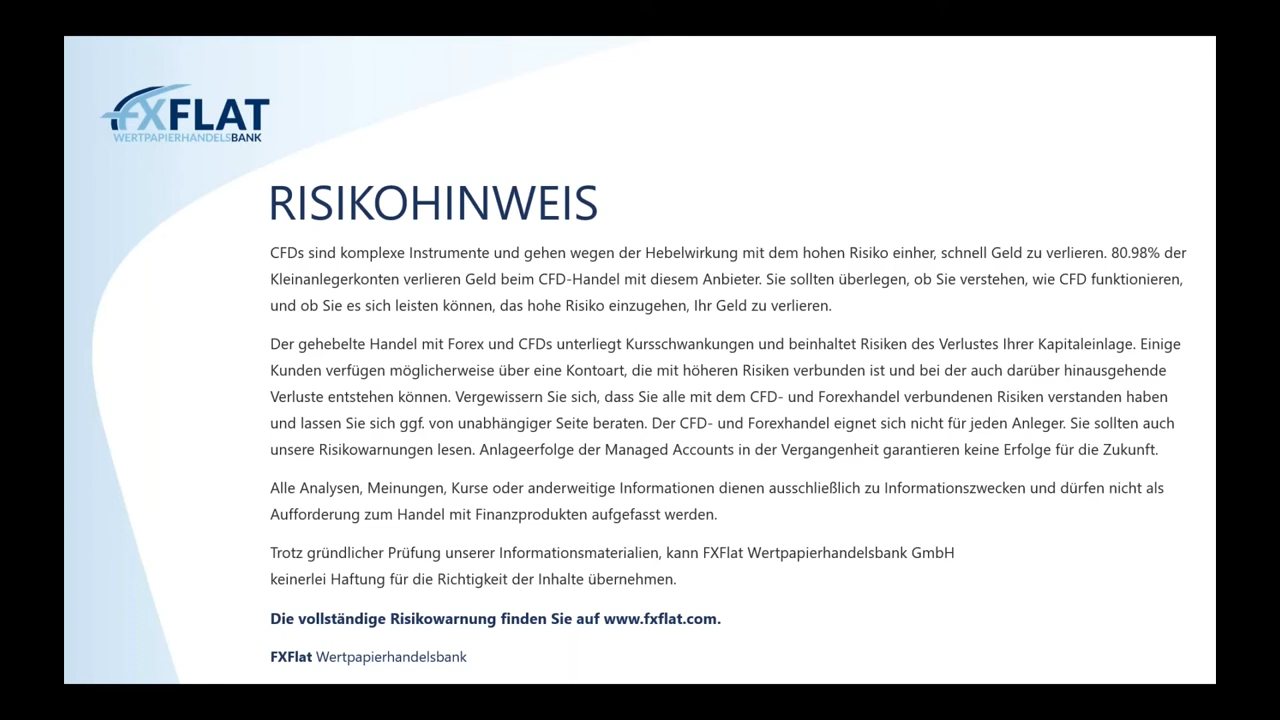 FXFLAT
WERTPAPIERHANDELSBANK
RISIKOHINWEIS
CFDs sind komplexe Instrumente und gehen wegen der Hebelwirkung mit dem hohen Risiko einher, schnell Geld zu verlieren. 80.98% der
Kleinanlegerkonten verlieren Geld beim CFD-Handel mit diesem Anbieter. Sie sollten überlegen, ob Sie verstehen, wie CFD funktionieren,
und ob Sie es sich leisten können, das hohe Risiko einzugehen, Ihr Geld zu verlieren.
Der gehebelte Handel mit Forex und CFDs unterliegt Kursschwankungen und beinhaltet Risiken des Verlustes Ihrer Kapitaleinlage. Einige
Kunden verfügen möglicherweise über eine Kontoart, die mit höheren Risiken verbunden ist und bei der auch darüber hinausgehende
Verluste entstehen können. Vergewissern Sie sich, dass Sie alle mit dem CFD- und Forexhandel verbundenen Risiken verstanden haben
und lassen Sie sich ggf. von unabhängiger Seite beraten. Der CFD- und Forexhandel eignet sich nicht für jeden Anleger. Sie sollten auch
unsere Risikowarnungen lesen. Anlageerfolge der Managed Accounts in der Vergangenheit garantieren keine Erfolge für die Zukunft.
Alle Analysen, Meinungen, Kurse oder anderweitige Informationen dienen ausschließlich zu Informationszwecken und dürfen nicht als
Aufforderung zum Handel mit Finanzprodukten aufgefasst werden.
Trotz gründlicher Prüfung unserer Informationsmaterialien, kann FXFlat Wertpapierhandelsbank GmbH
keinerlei Haftung für die Richtigkeit der Inhalte übernehmen.
Die vollständige Risikowarnung finden Sie auf www.fxflat.com.
FXFlat Wertpapierhandelsbank